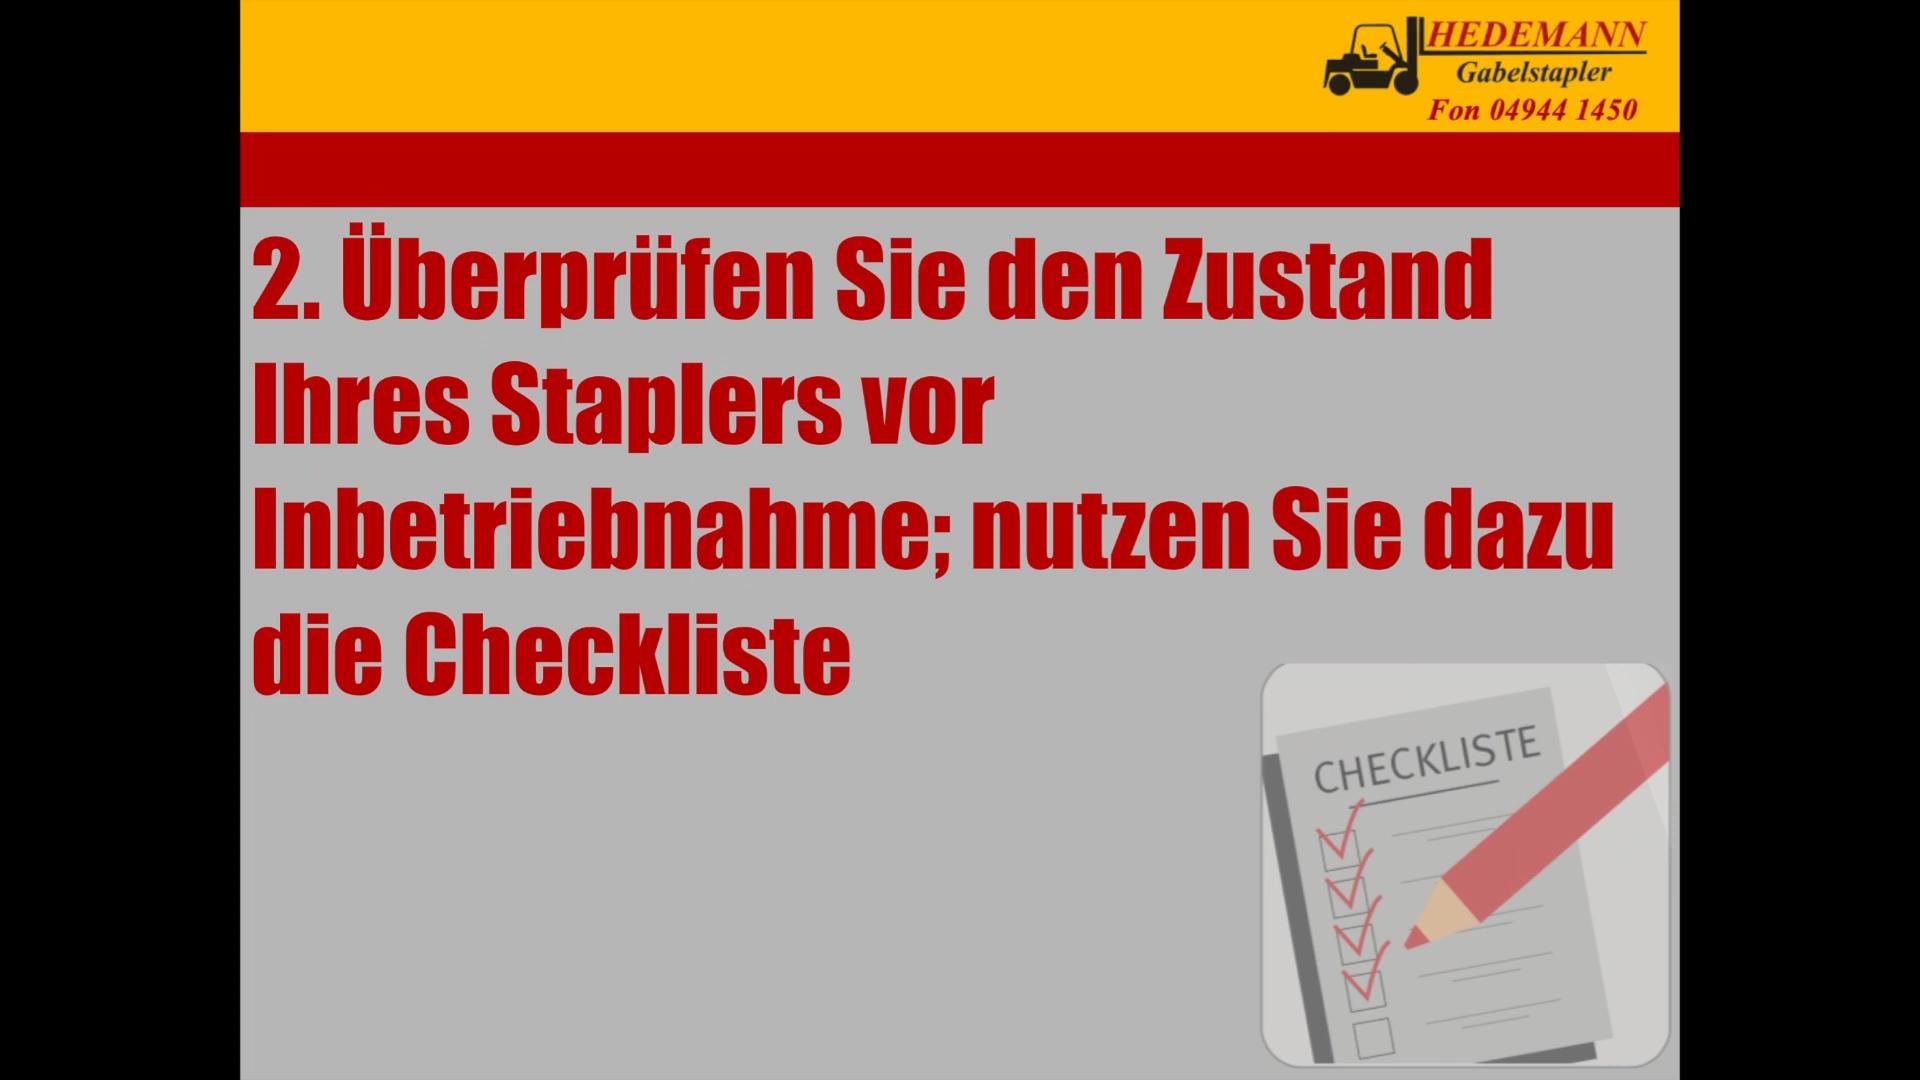 HEDEMANN
Gabelstapler
Fon 04944 1450
2. Überprüfen Sie den Zustand
Ihres Staplers vor
Inbetriebnahme; nutzen Sie dazu
die Checkliste
CHECKLISTE